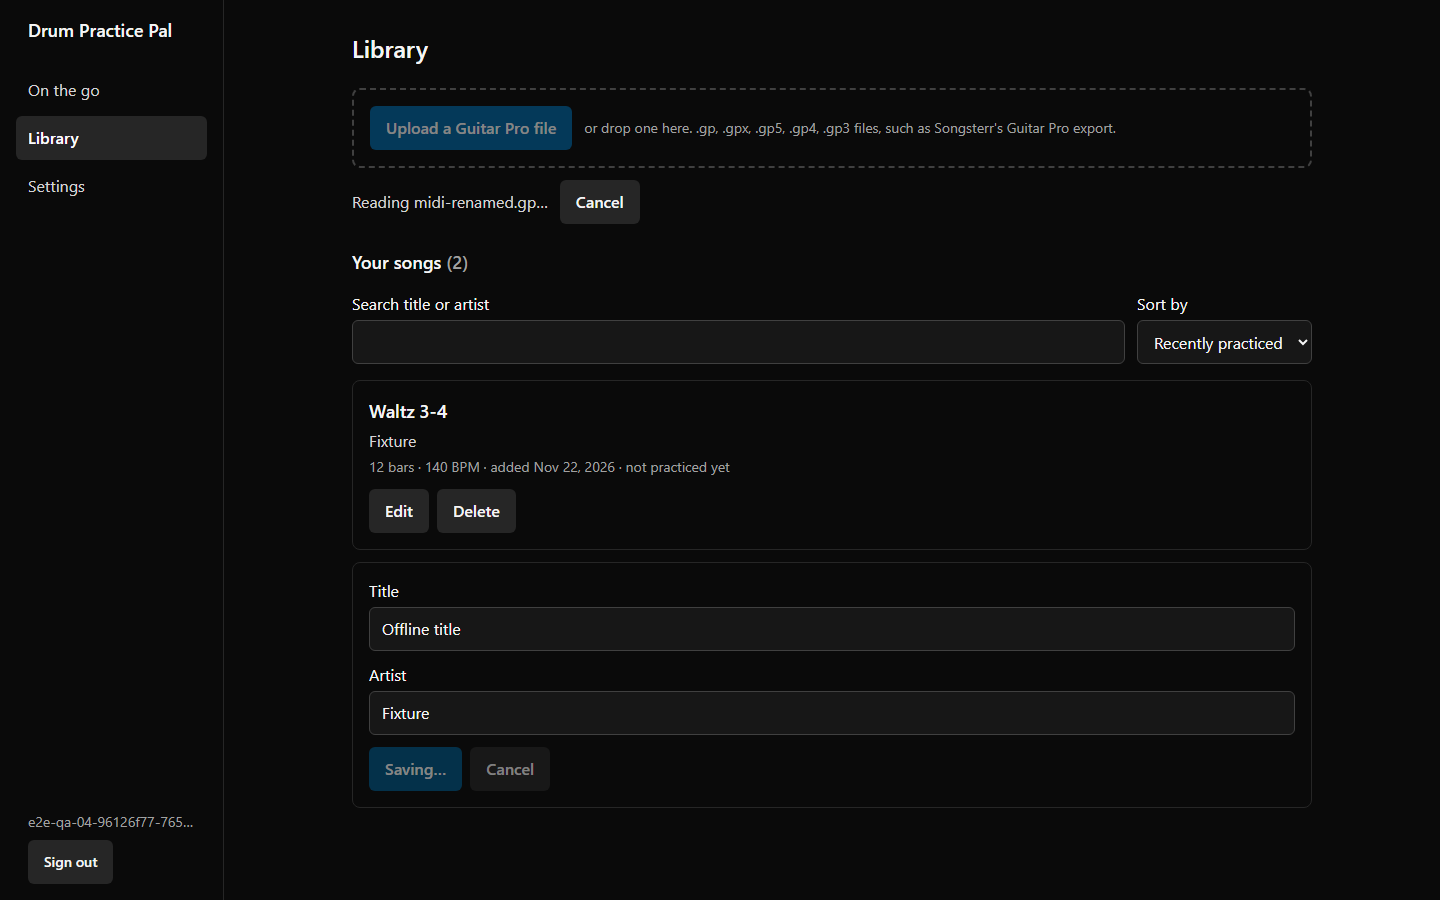 Drum Practice Pal
On the go
Library
Settings
e2e-qa-04-96126f77-765...
Sign out
Library
Upload a Guitar Pro file or drop one here. .gp, .gpx, .gp5, .gp4, .gp3 files, such as Songsterr's Guitar Pro export.
Reading midi-renamed.gp... Cancel
Your songs (2)
Search title or artist Sort by
Recently practiced
Waltz 3-4
Fixture
12 bars · 140 BPM · added Nov 22, 2026 · not practiced yet
Edit Delete
Title
Offline title
Artist
Fixture
Saving... Cancel